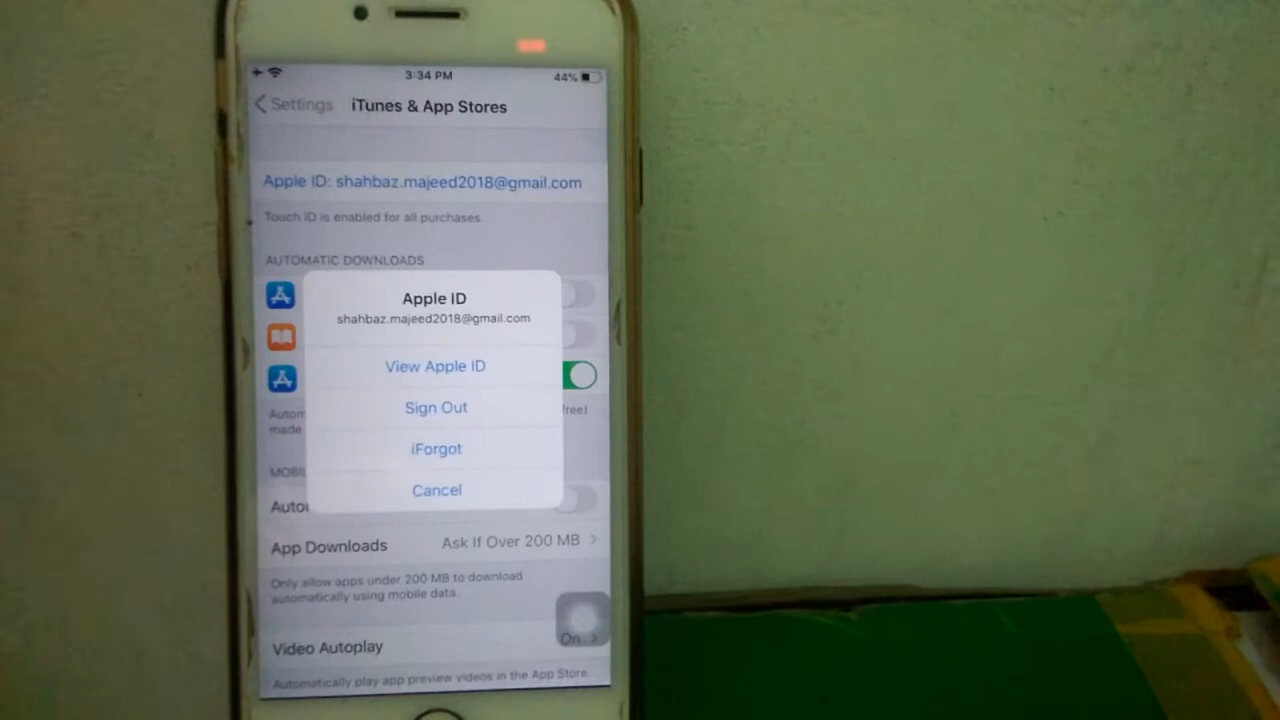 3:34 PM
44%
Settings
iTunes & App Stores
Apple ID: shahbaz.majeed2018@gmail.com
Touch ID is enabled for all purchases.
AUTOMATIC DOWNLOADS
Apple ID
shahbaz.majeed2018@gmail.com
View Apple ID
Sign Out
iForgot
Cancel
App Downloads
Ask If Over 200 MB
Only allow apps under 200 MB to download
automatically using mobile data.
Video Autoplay
On
Automatically play app preview videos in the App Store.